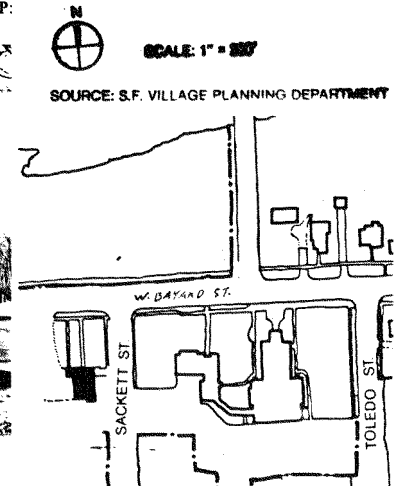 P:
N
SCALE: 1" =
SOURCE: S.F. VILLAGE PLANNING DEPARTMENT
W. BAYARD ST.
SACKETT ST.
TOLEDO ST.